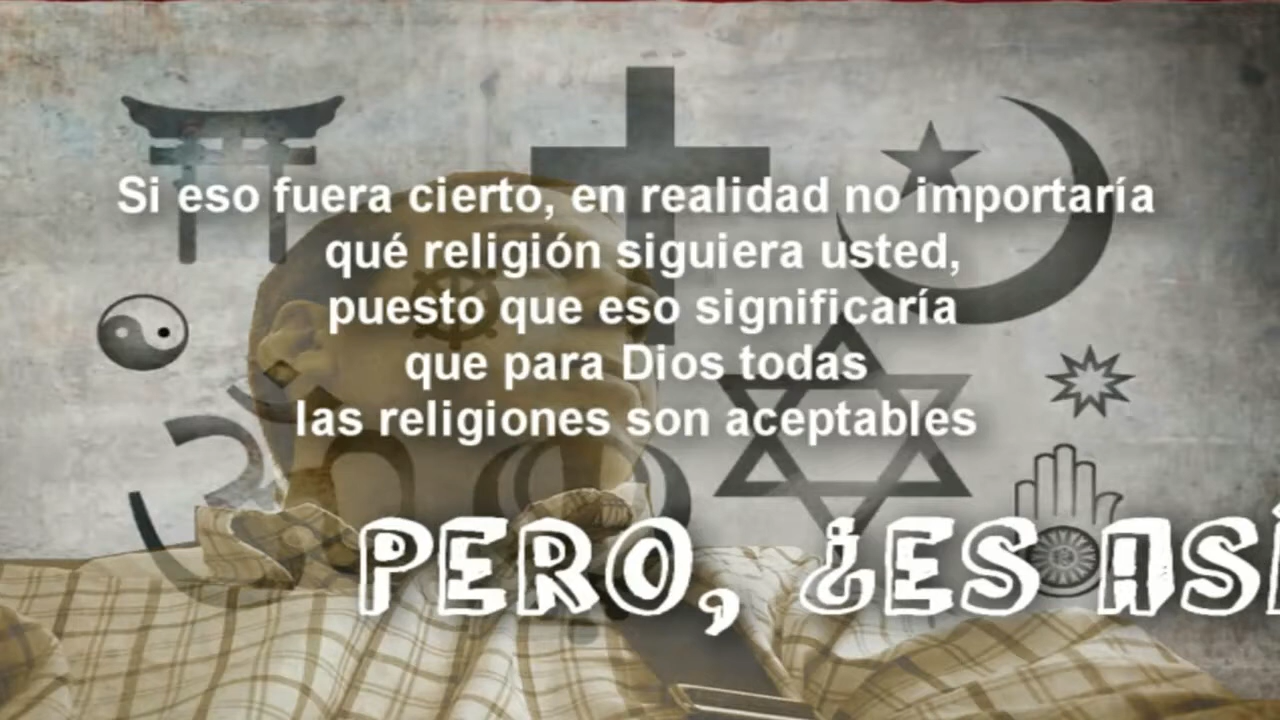 Si eso fuera cierto, en realidad no importaría
qué religión siguiera usted,
puesto que eso significaría
que para Dios todas
las religiones son aceptables
PERO, ¿ES ASÍ